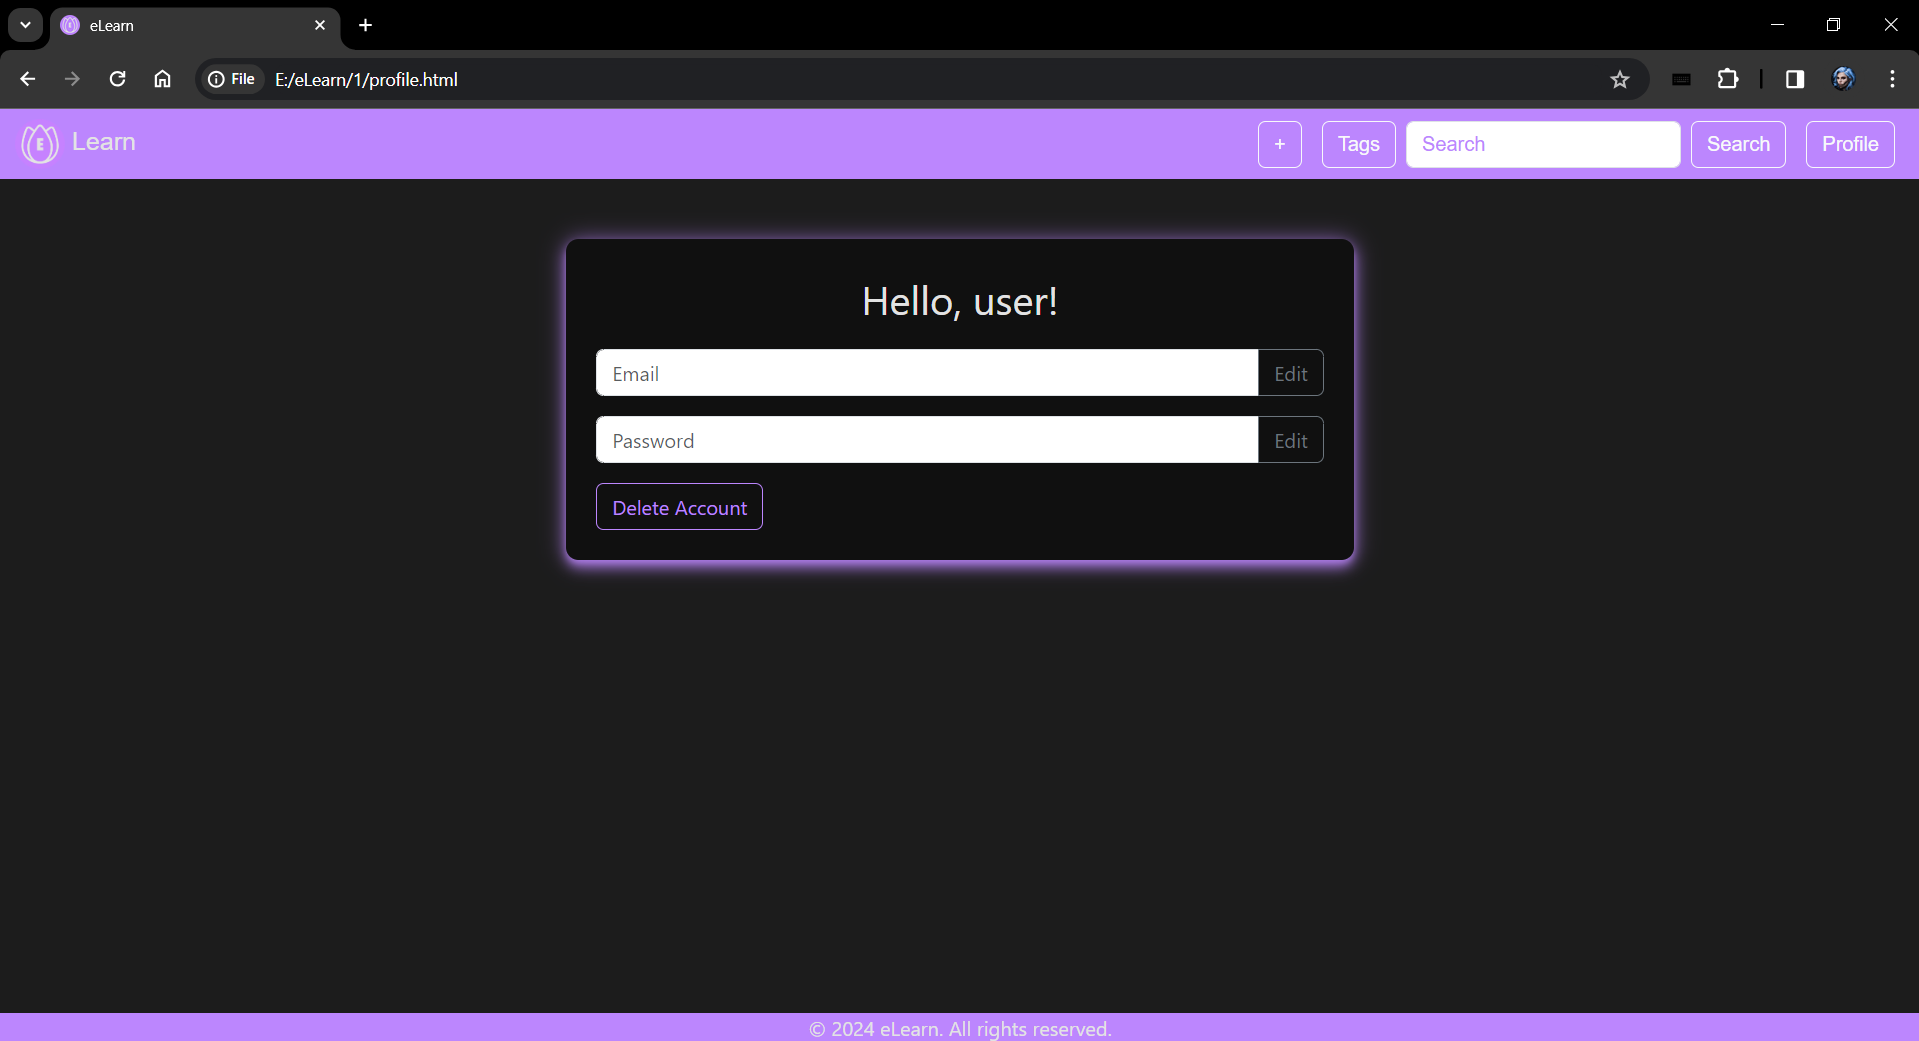 eLearn
File E:/eLearn/1/profile.html
E Learn + Tags Search Search Profile
Hello, user!
Email Edit
Password Edit
Delete Account
© 2024 eLearn. All rights reserved.